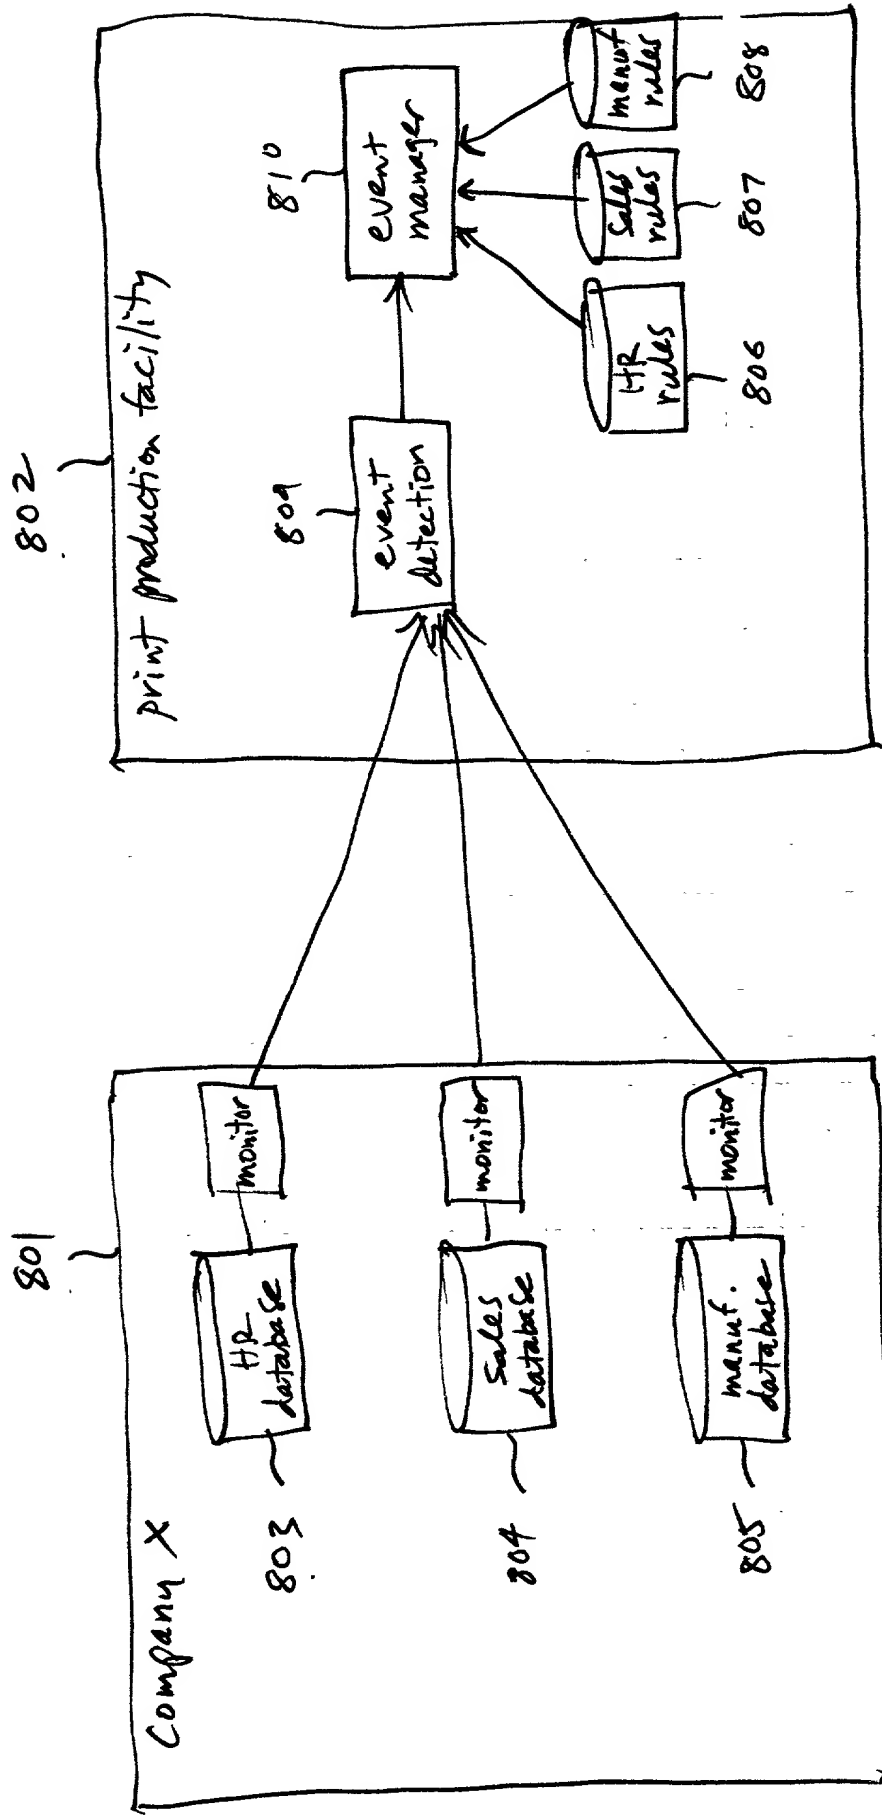 801
Company X
HR
database
803
monitor
Sales
database
804
monitor
manuf.
database
805
monitor
802
print production facility
809
event
detection
810
event
manager
HR
rules
806
Sales
rules
807
manuf
rules
808